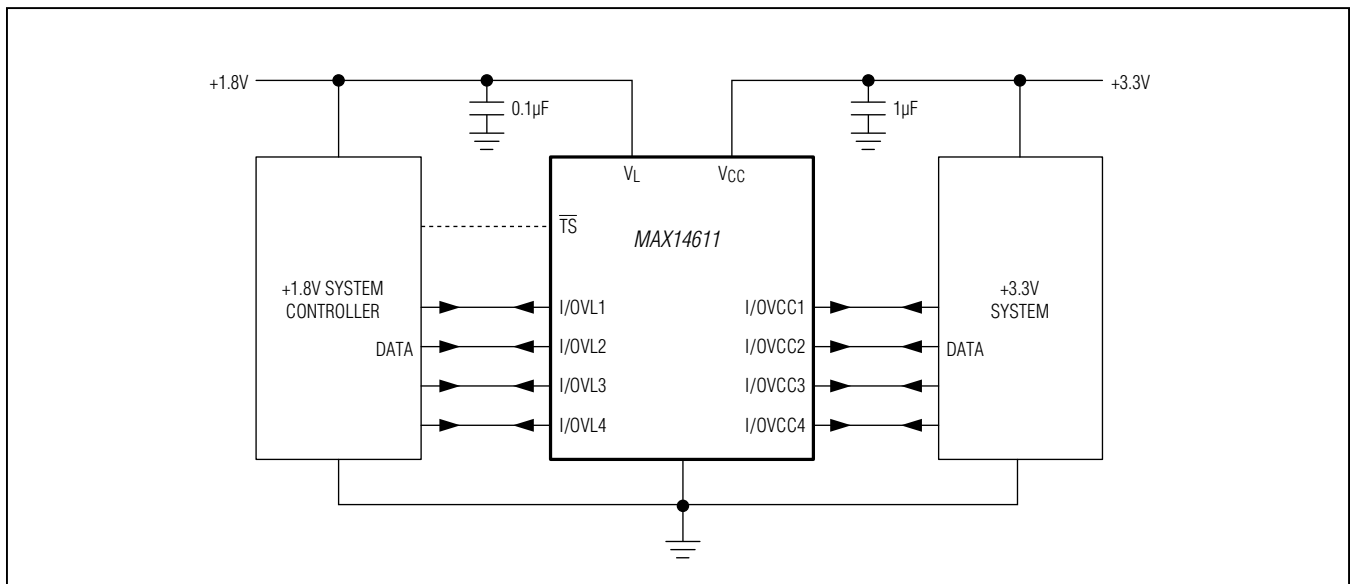 +1.8V
0.1µF
1µF
+3.3V
VL
VCC
TS
MAX14611
+1.8V SYSTEM
CONTROLLER
+3.3V
SYSTEM
I/OVL1
I/OVCC1
DATA
I/OVL2
I/OVCC2
DATA
I/OVL3
I/OVCC3
I/OVL4
I/OVCC4